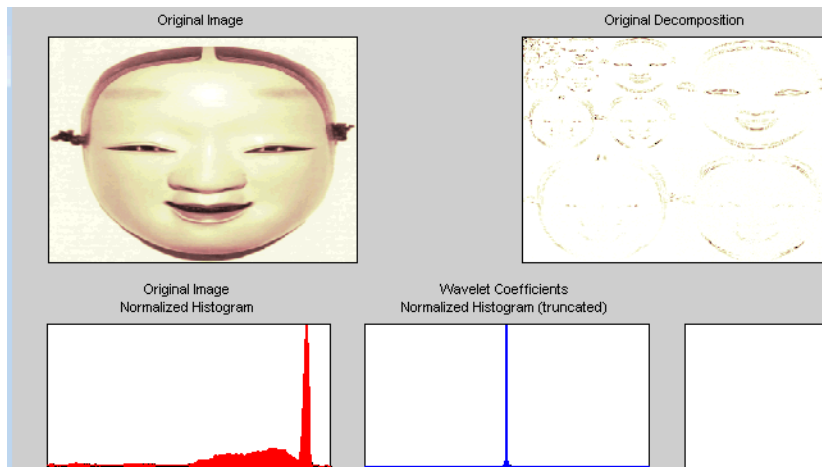 Original Image
Original Decomposition
Original Image
Normalized Histogram
Wavelet Coefficients
Normalized Histogram (truncated)